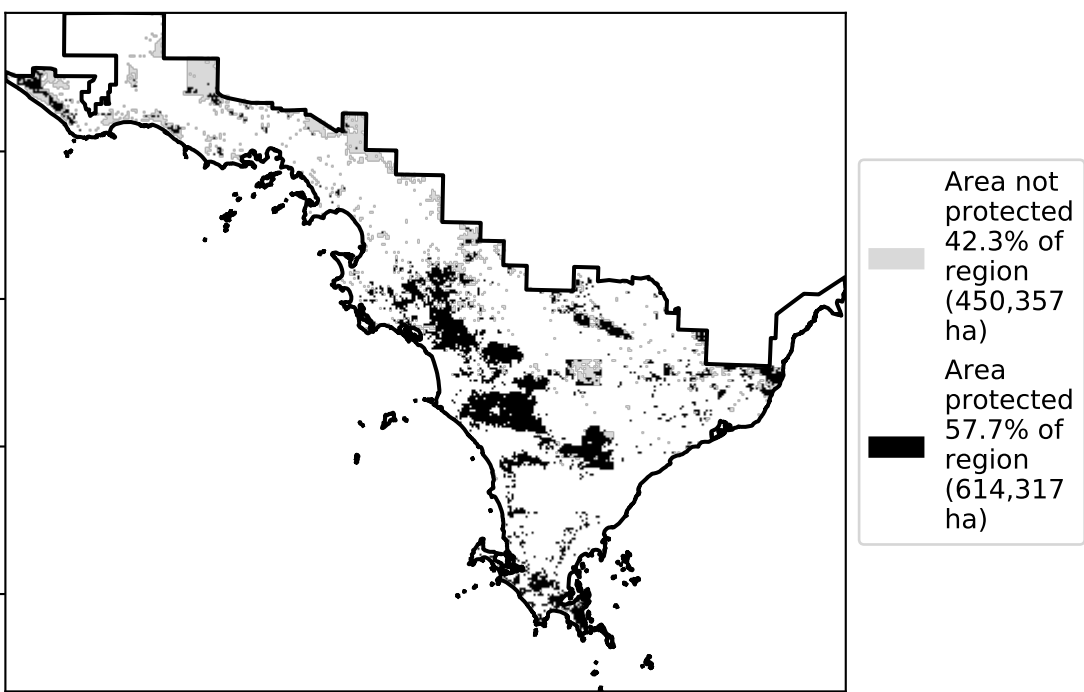 Area not
protected
42.3% of
region
(450,357
ha)
Area
protected
57.7% of
region
(614,317
ha)